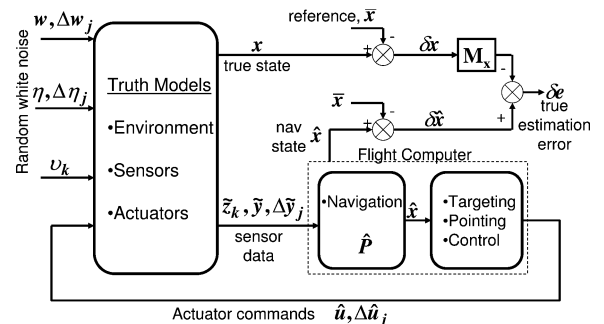 w, Δw_j
η, Δη_j
υ_k
Random white noise
Truth Models
•Environment
•Sensors
•Actuators
reference, x̄
-
+
x
true state
δx
M_x
-
+
δe
true
estimation
error
x̄
-
+
nav
state
x̂
δx̂̃
Flight Computer
z̃_k, ỹ, Δỹ_j
sensor
data
•Navigation
P̂
x̂
•Targeting
•Pointing
•Control
Actuator commands û, Δû_j